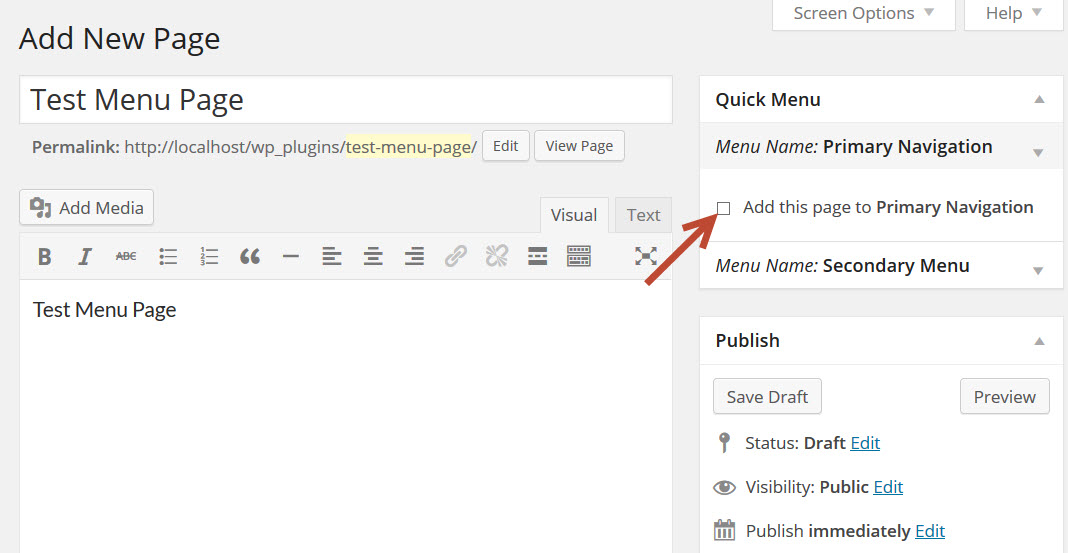 Screen Options Help
Add New Page
Test Menu Page
Permalink: http://localhost/wp_plugins/test-menu-page/ Edit View Page
Add Media
Visual Text
B I ABC
Test Menu Page
Quick Menu
Menu Name: Primary Navigation
Add this page to Primary Navigation
Menu Name: Secondary Menu
Publish
Save Draft Preview
Status: Draft Edit
Visibility: Public Edit
Publish immediately Edit